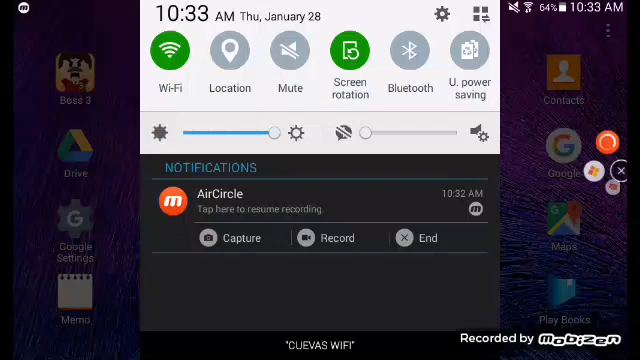 10:33 AM Thu, January 28
64% 10:33 AM
Wi-Fi
Location
Mute
Screen
rotation
Bluetooth
U. power
saving
NOTIFICATIONS
AirCircle
10:32 AM
Tap here to resume recording.
Capture
Record
End
"CUEVAS WIFI"
Boss 3
Drive
Google
Settings
Memo
Contacts
Google
Maps
Play Books
Recorded by mobizen